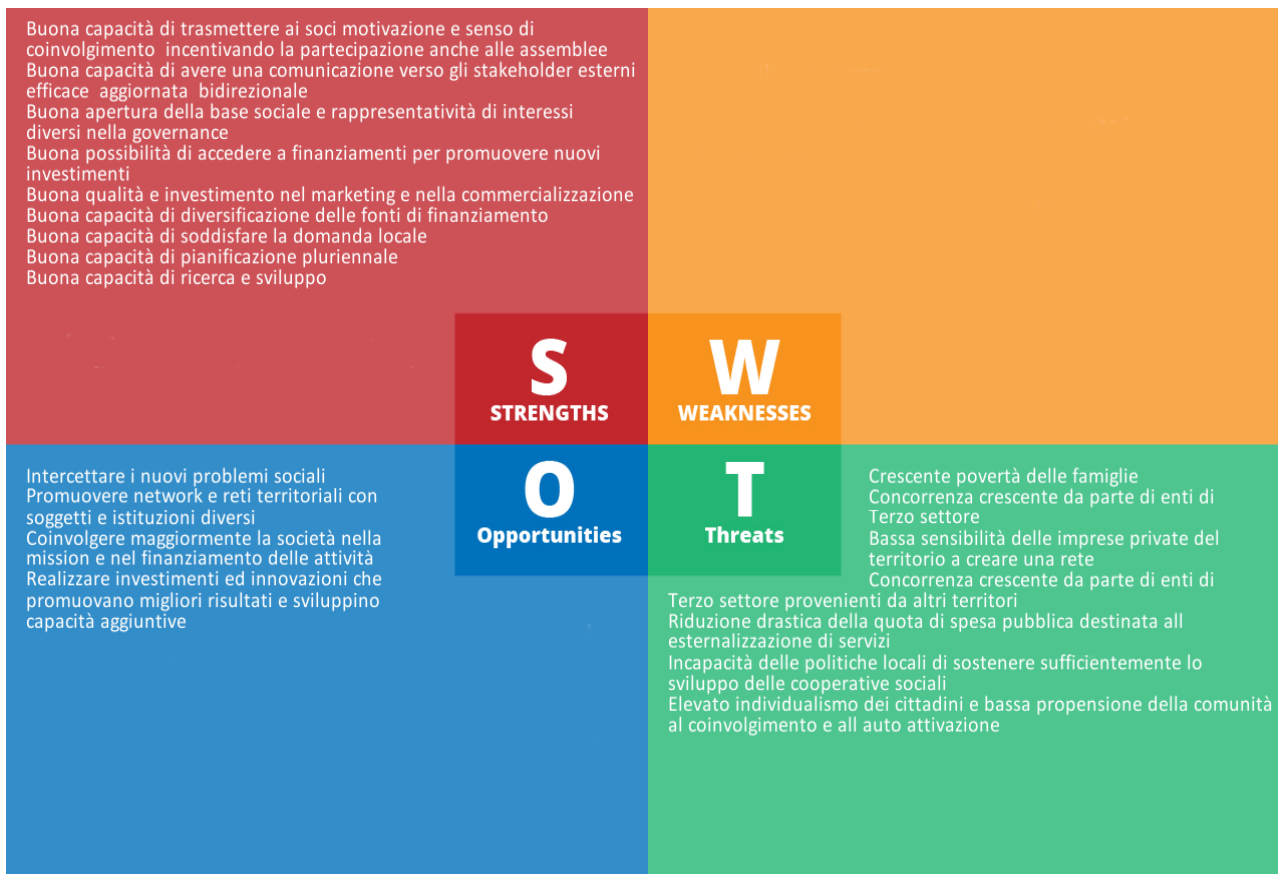 Buona capacità di trasmettere ai soci motivazione e senso di
coinvolgimento  incentivando la partecipazione anche alle assemblee
Buona capacità di avere una comunicazione verso gli stakeholder esterni
efficace  aggiornata  bidirezionale
Buona apertura della base sociale e rappresentatività di interessi
diversi nella governance
Buona possibilità di accedere a finanziamenti per promuovere nuovi
investimenti
Buona qualità e investimento nel marketing e nella commercializzazione
Buona capacità di diversificazione delle fonti di finanziamento
Buona capacità di soddisfare la domanda locale
Buona capacità di pianificazione pluriennale
Buona capacità di ricerca e sviluppo
S
STRENGTHS
W
WEAKNESSES
Intercettare i nuovi problemi sociali
Promuovere network e reti territoriali con
soggetti e istituzioni diversi
Coinvolgere maggiormente la società nella
mission e nel finanziamento delle attività
Realizzare investimenti ed innovazioni che
promuovano migliori risultati e sviluppino
capacità aggiuntive
O
Opportunities
T
Threats
Crescente povertà delle famiglie
Concorrenza crescente da parte di enti di
Terzo settore
Bassa sensibilità delle imprese private del
territorio a creare una rete
Concorrenza crescente da parte di enti di
Terzo settore provenienti da altri territori
Riduzione drastica della quota di spesa pubblica destinata all
esternalizzazione di servizi
Incapacità delle politiche locali di sostenere sufficientemente lo
sviluppo delle cooperative sociali
Elevato individualismo dei cittadini e bassa propensione della comunità
al coinvolgimento e all auto attivazione